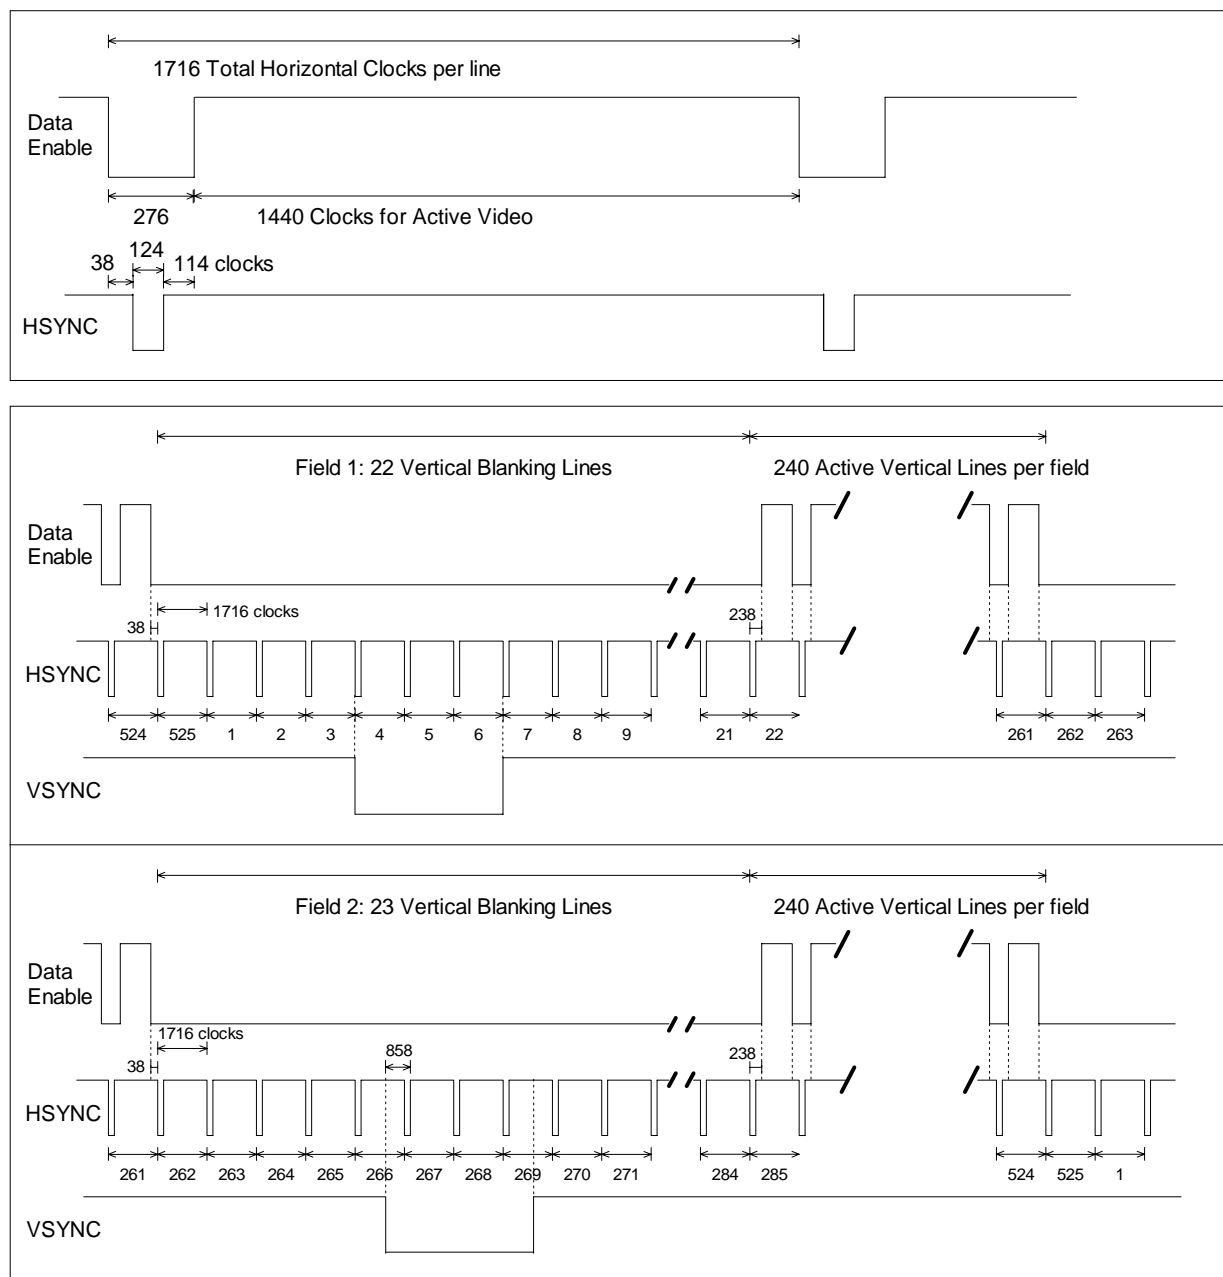 1716 Total Horizontal Clocks per line
Data
Enable
276
1440 Clocks for Active Video
124
38
114 clocks
HSYNC
Field 1: 22 Vertical Blanking Lines
240 Active Vertical Lines per field
Data
Enable
1716 clocks
38
238
HSYNC
524 525 1 2 3 4 5 6 7 8 9 21 22 261 262 263
VSYNC
Field 2: 23 Vertical Blanking Lines
240 Active Vertical Lines per field
Data
Enable
1716 clocks
858
38
238
HSYNC
261 262 263 264 265 266 267 268 269 270 271 284 285 524 525 1
VSYNC